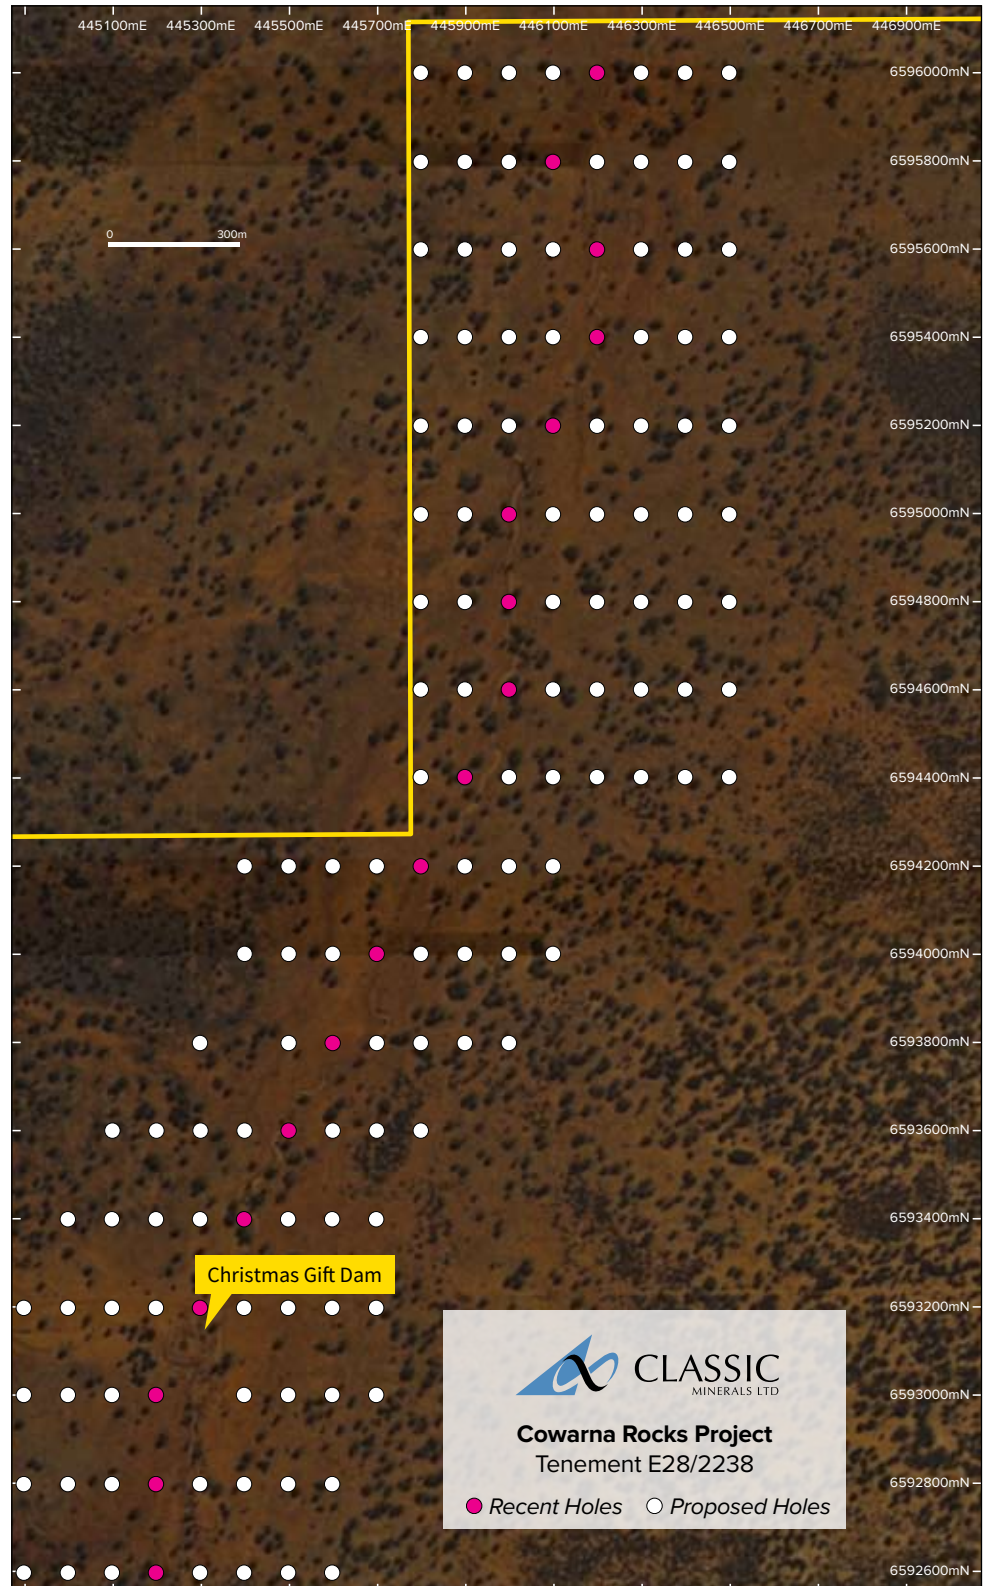 445100mE 445300mE 445500mE 445700mE 445900mE 446100mE 446300mE 446500mE 446700mE 446900mE
6596000mN
6595800mN
0 300m
6595600mN
6595400mN
6595200mN
6595000mN
6594800mN
6594600mN
6594400mN
6594200mN
6594000mN
6593800mN
6593600mN
6593400mN
Christmas Gift Dam
6593200mN
CLASSIC
MINERALS LTD
6593000mN
Cowarna Rocks Project
Tenement E28/2238
6592800mN
Recent Holes Proposed Holes
6592600mN